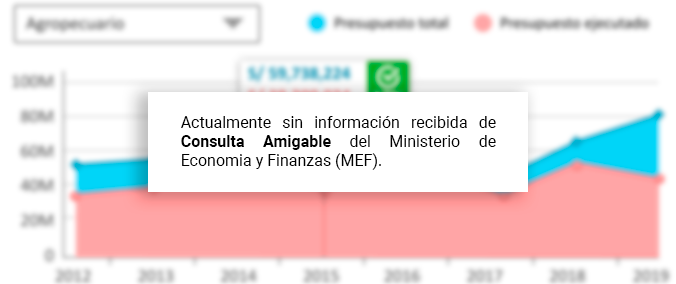 Agropecuario
Presupuesto total
Presupuesto ejecutado
S/ 59,738,224
100M
80M
60M
40M
20M
0
Actualmente sin información recibida de
Consulta Amigable del Ministerio de
Economia y Finanzas (MEF).
2012
2013
2014
2015
2016
2017
2018
2019